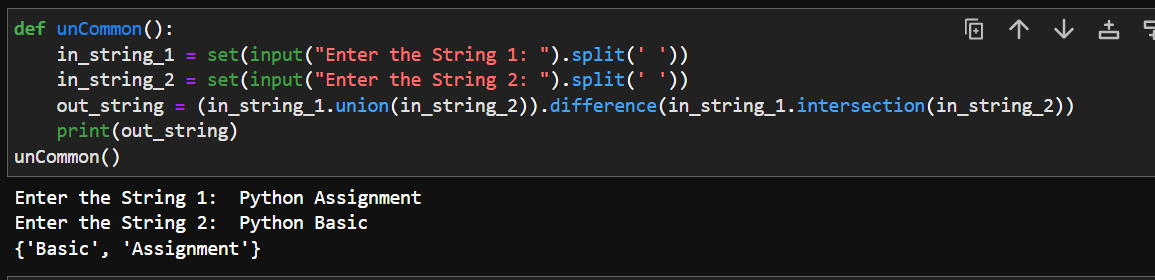 def unCommon():
    in_string_1 = set(input("Enter the String 1: ").split(' '))
    in_string_2 = set(input("Enter the String 2: ").split(' '))
    out_string = (in_string_1.union(in_string_2)).difference(in_string_1.intersection(in_string_2))
    print(out_string)
unCommon()
Enter the String 1:  Python Assignment
Enter the String 2:  Python Basic
{'Basic', 'Assignment'}